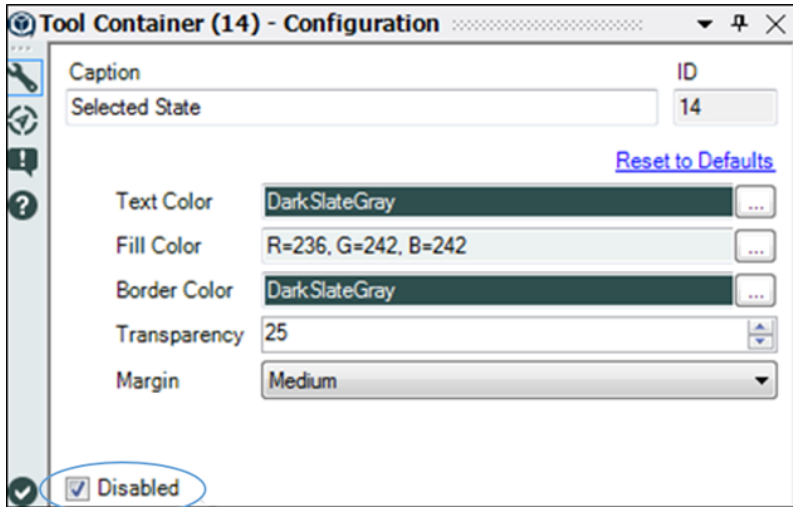 Tool Container (14) - Configuration
Caption ID
Selected State 14
Reset to Defaults
Text Color DarkSlateGray ...
Fill Color R=236, G=242, B=242 ...
Border Color DarkSlateGray ...
Transparency 25
Margin Medium
Disabled